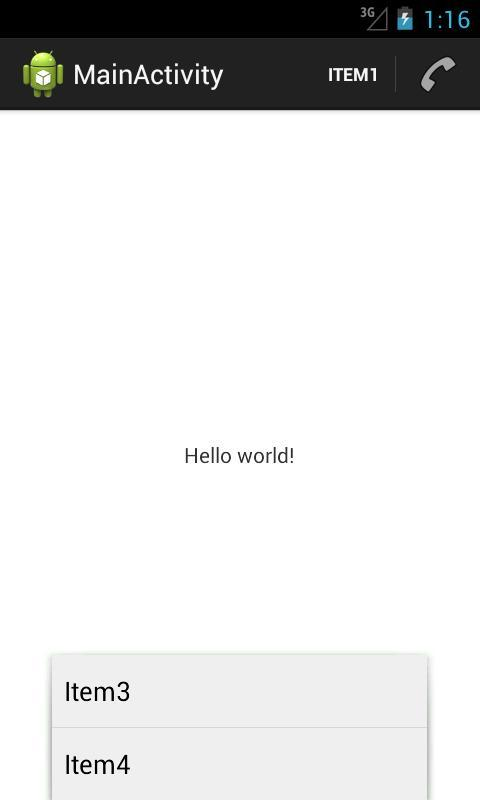 3G 1:16
MainActivity ITEM1
Hello world!
Item3
Item4